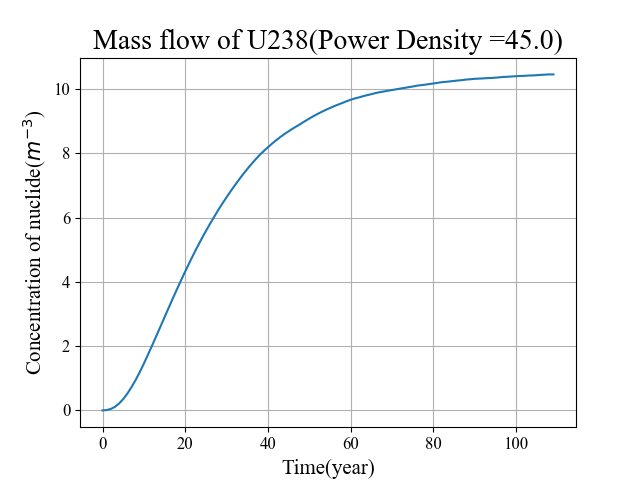 Mass flow of U238(Power Density =45.0)
Concentration of nuclide(m⁻³)
10
8
6
4
2
0
0 20 40 60 80 100
Time(year)